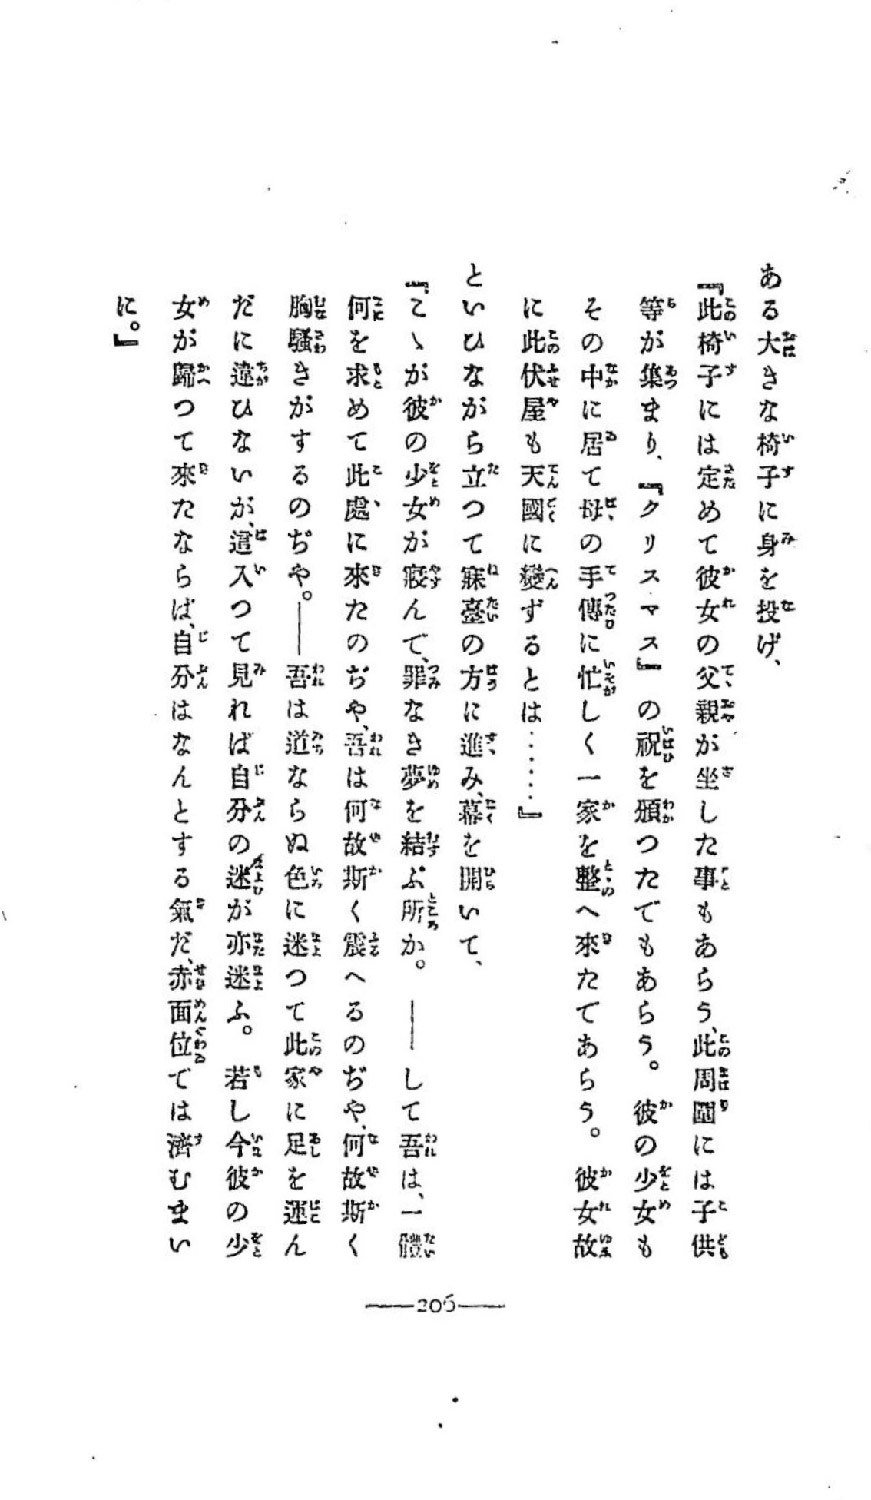 ある大きな椅子に身を投げ、
『此椅子には定めて彼女の父親が坐した事もあらう、此周圍には子供
等が集まり、『クリスマス』の祝を頒つたでもあらう。彼の少女も
その中に居て母の手傳に忙しく一家を整へ來たてあらう。彼女故
に此伏屋も天國に變ずるとは……』
といひながら立つて寐臺の方に進み、幕を開いて、
『こゝが彼の少女が寢んで、罪なき夢を結ぶ所か。――して吾は、一體
何を求めて此處に來たのぢや、吾は何故斯く震へるのぢや、何故斯く
胸騷きがするのぢや。――吾は道ならぬ色に迷つて此家に足を運ん
だに違ひないが、這入つて見れば自分の迷が亦迷ふ。若し今彼の少
女が歸つて來たならば、自分はなんとする氣だ、赤面位ては濟むまい
に。』
206